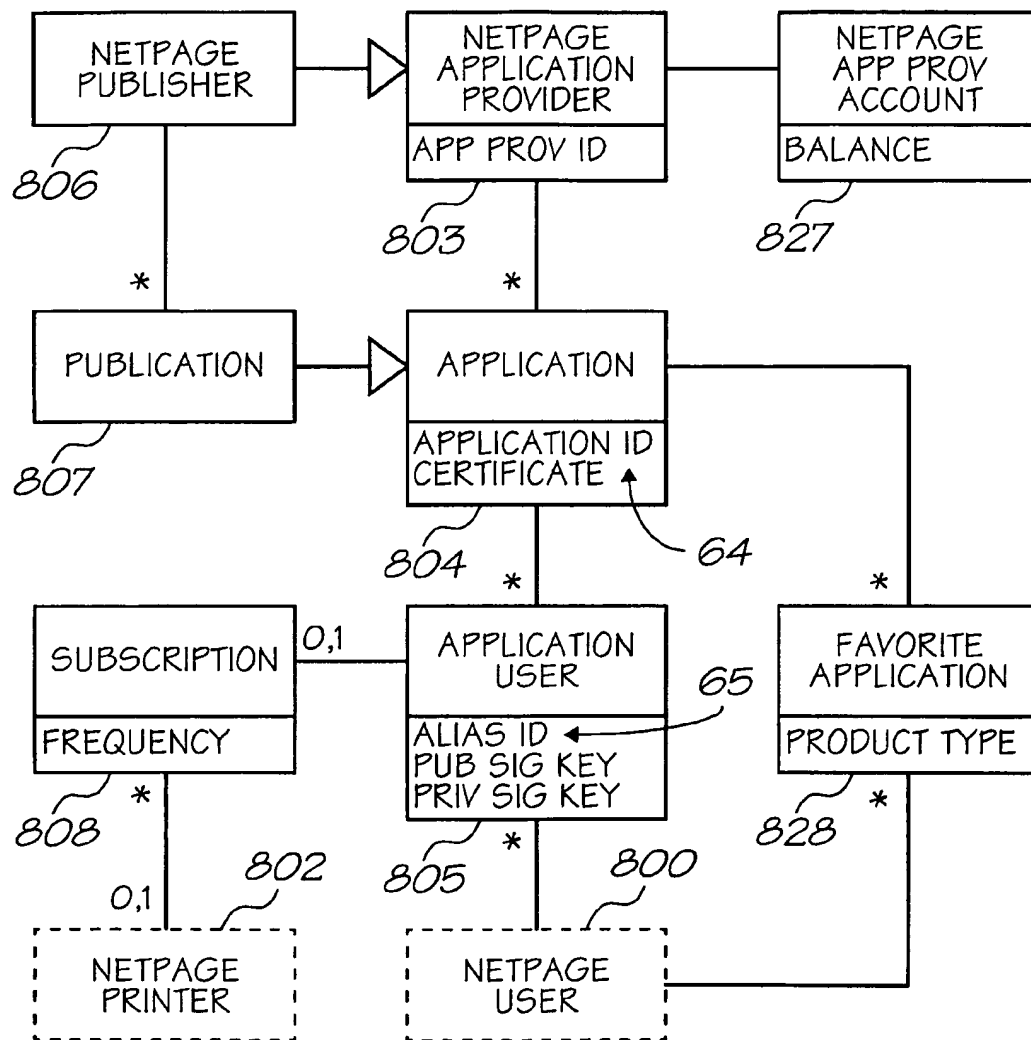 NETPAGE
PUBLISHER
806
NETPAGE
APPLICATION
PROVIDER
APP PROV ID
803
NETPAGE
APP PROV
ACCOUNT
BALANCE
827
*
*
PUBLICATION
807
APPLICATION
APPLICATION ID
CERTIFICATE
804
64
*
*
SUBSCRIPTION
FREQUENCY
808
0,1
APPLICATION
USER
ALIAS ID
PUB SIG KEY
PRIV SIG KEY
805
65
FAVORITE
APPLICATION
PRODUCT TYPE
828
*
*
*
0,1
802
NETPAGE
PRINTER
800
NETPAGE
USER